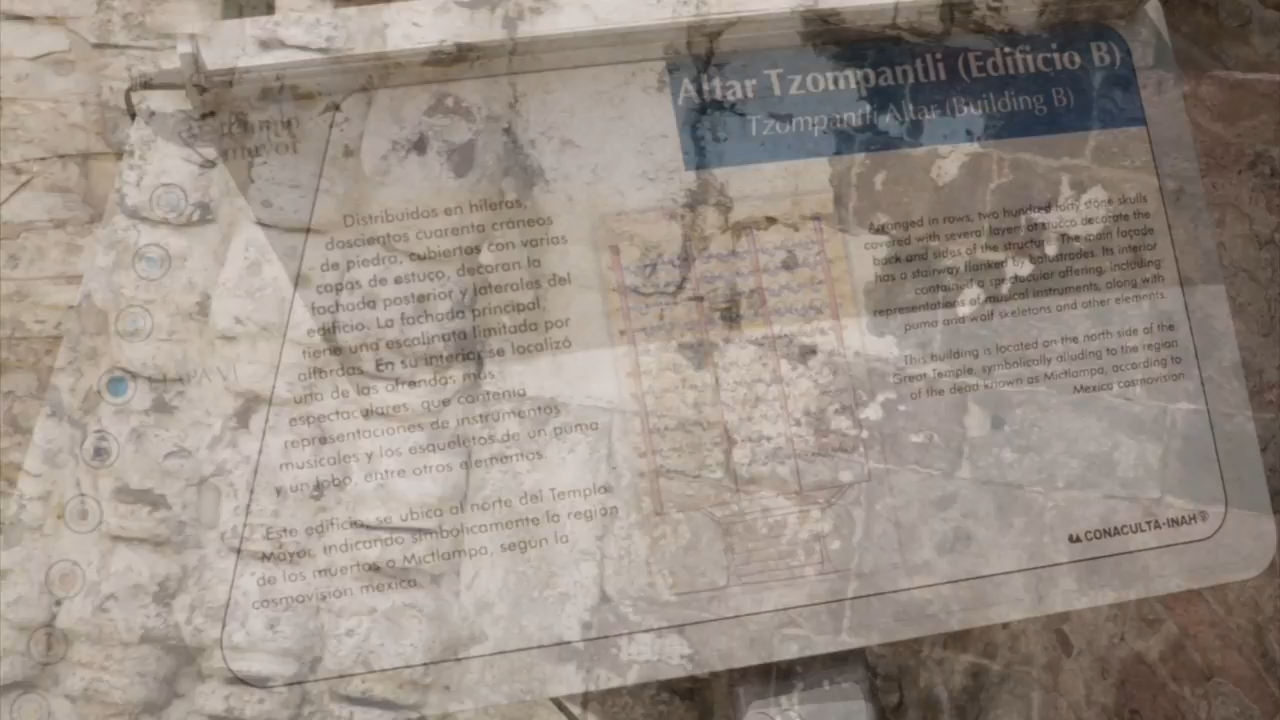 Altar Tzompantli (Edificio B)
Tzompantli Altar (Building B)
templo
mayor
Distribuidos en hileras,
doscientos cuarenta cráneos
de piedra, cubiertos con varias
capas de estuco, decoran la
fachada posterior y laterales del
edificio. La fachada principal,
tiene una escalinata limitada por
alfardas. En su interior se localizó
una de las ofrendas más
espectaculares, que contenía
representaciones de instrumentos
musicales y los esqueletos de un puma
y un lobo, entre otros elementos.
Este edificio, se ubica al norte del Templo
Mayor, indicando simbólicamente la región
de los muertos o Mictlampa, según la
cosmovisión mexica.
Arranged in rows, two hundred forty stone skulls
covered with several layers of stucco decorate the
back and sides of the structure. The main façade
has a stairway flanked by balustrades. Its interior
contained a spectacular offering, including
representations of musical instruments, along with
puma and wolf skeletons and other elements.
This building is located on the north side of the
Great Temple, symbolically alluding to the region
of the dead known as Mictlampa, according to
Mexica cosmovision
CONACULTA·INAH